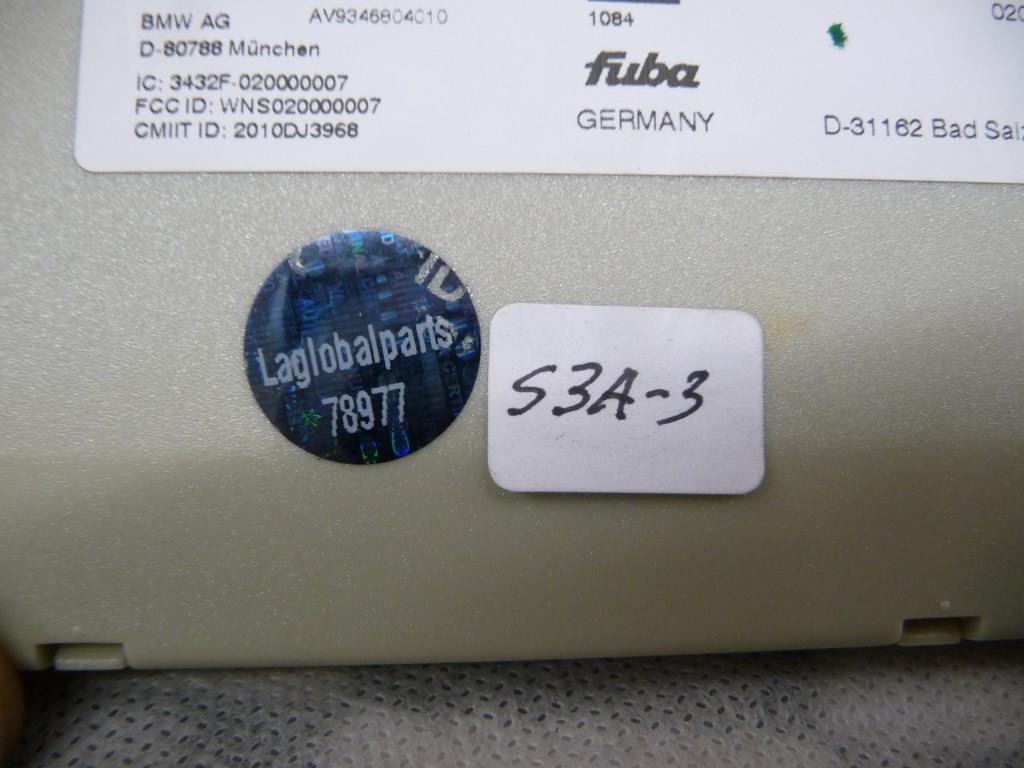 BMW AG
AV9346804010
D-80788 München
IC: 3432F-020000007
FCC ID: WNS020000007
CMIIT ID: 2010DJ3968
1084
fuba
GERMANY
020
D-31162 Bad Salz
Laglobalparts
78977
S3A-3